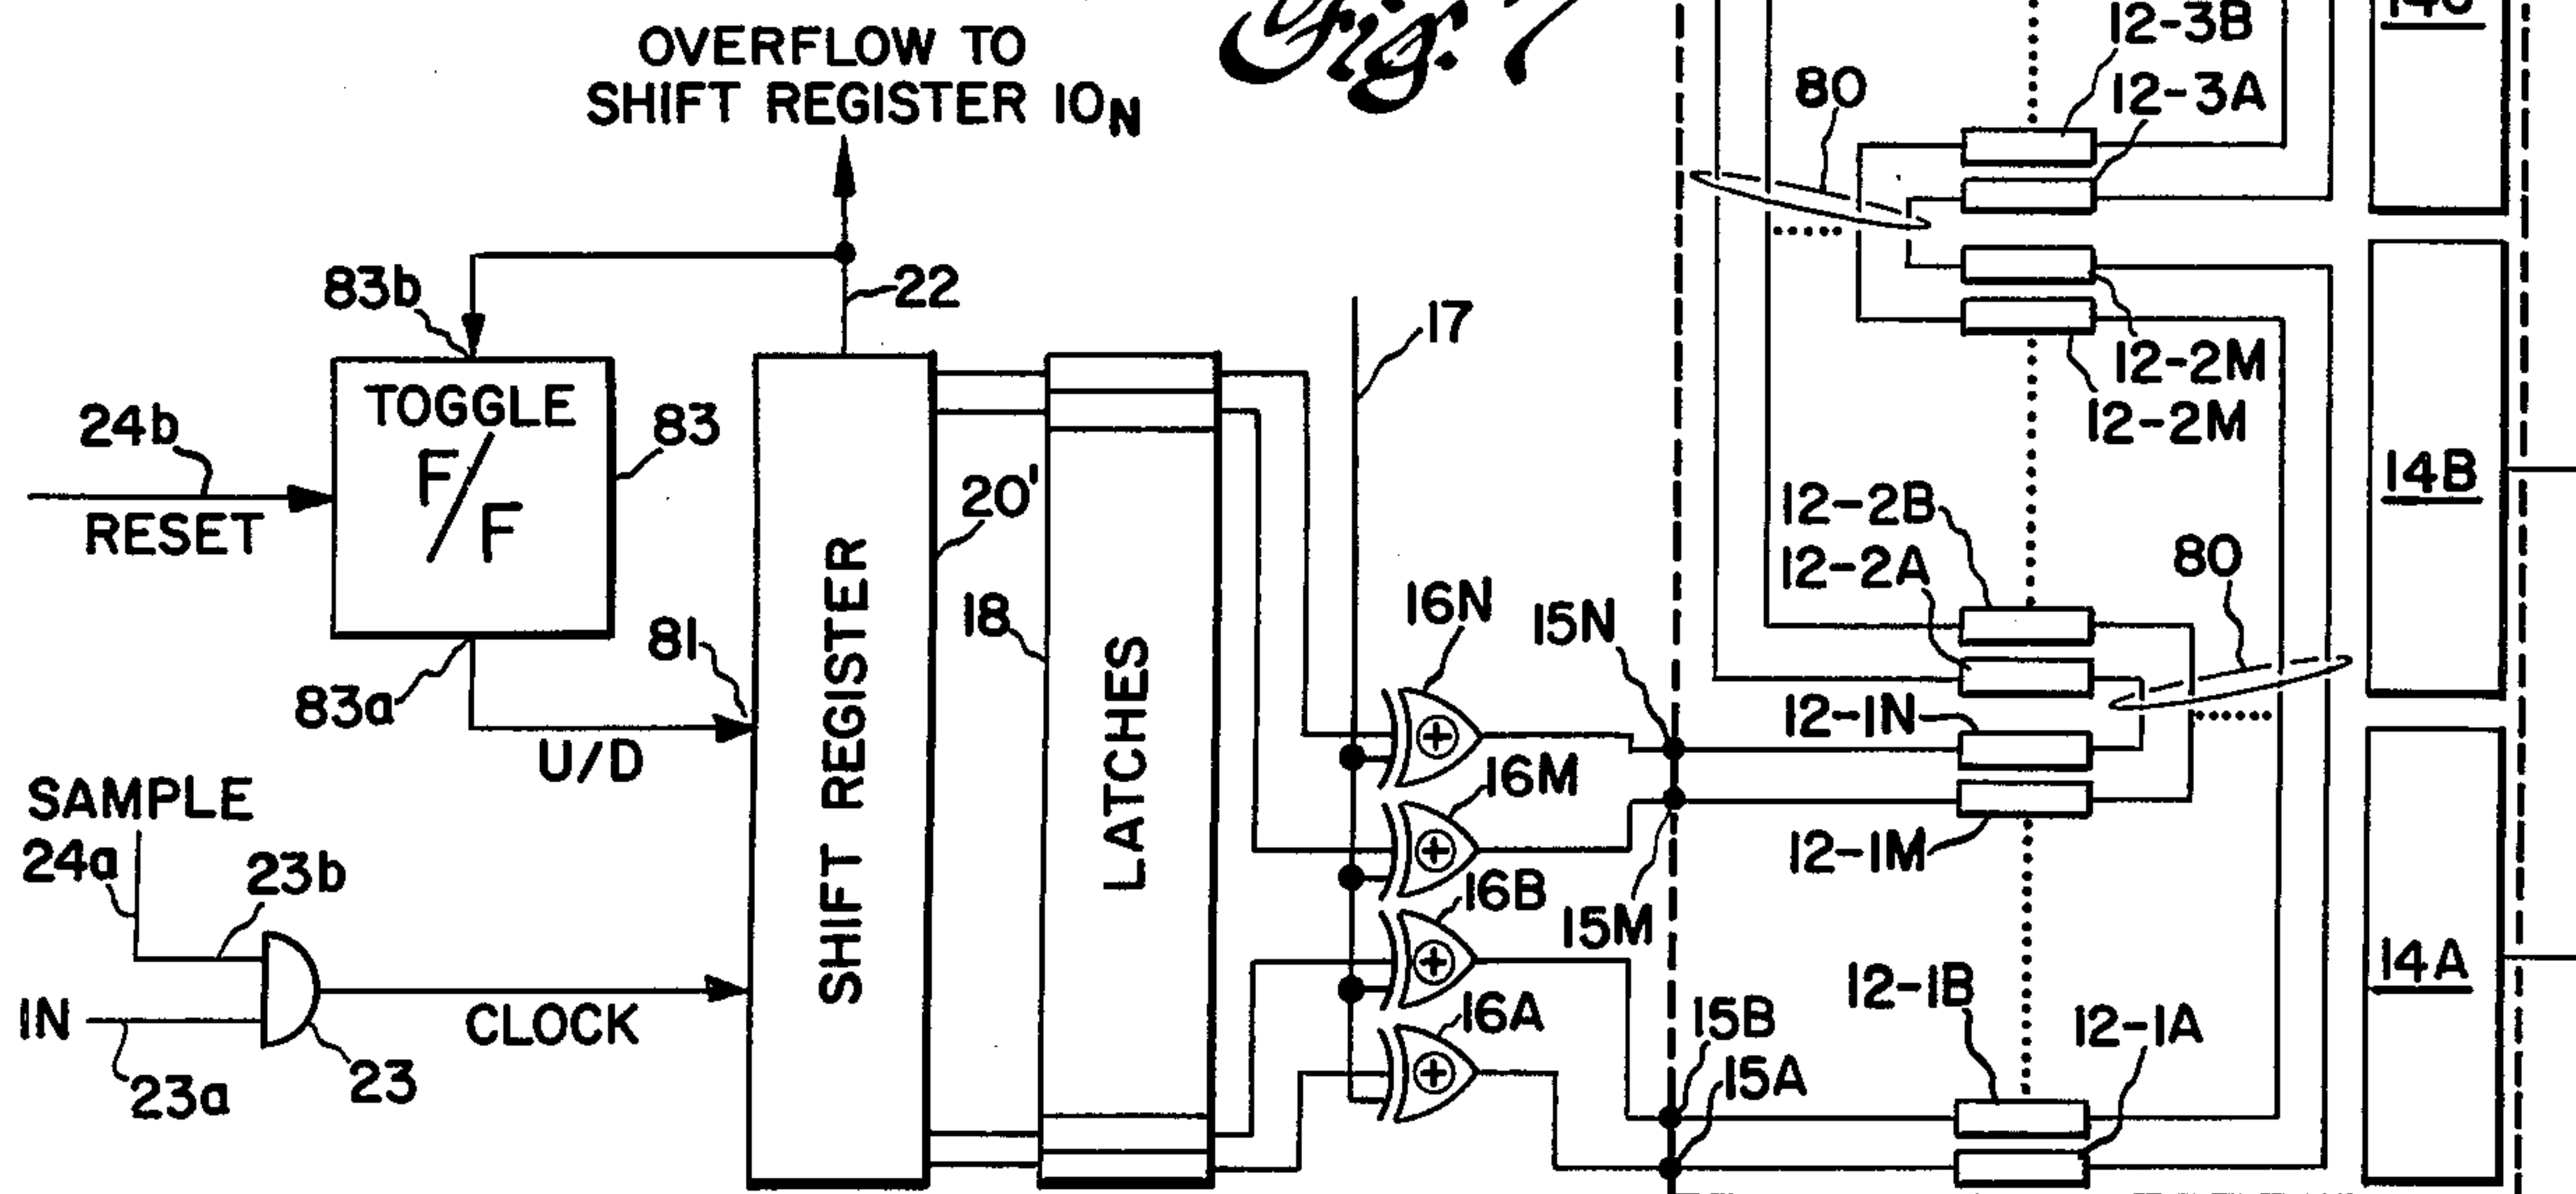 OVERFLOW TO
SHIFT REGISTER 10N
Fig. 7
83b
22
TOGGLE
F/F
83
24b
RESET
20'
81
83a
U/D
SAMPLE
24a
23b
IN
23a
23
CLOCK
SHIFT REGISTER
18
LATCHES
17
16N
16M
16B
16A
15N
15M
15B
15A
12-3B
12-3A
80
12-2M
12-2M
12-2B
12-2A
80
12-1N
12-1M
12-1B
12-1A
14B
14A